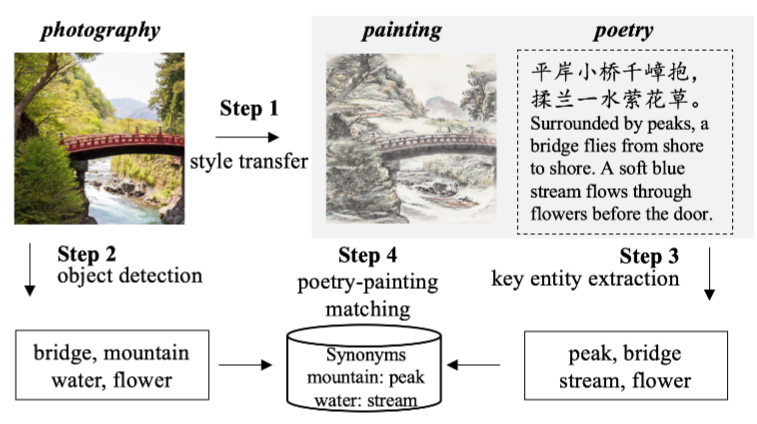 photography
painting
poetry
Step 1
style transfer
平岸小桥千嶂抱，
揉兰一水萦花草。
Surrounded by peaks, a
bridge flies from shore
to shore. A soft blue
stream flows through
flowers before the door.
Step 2
object detection
Step 4
poetry-painting
matching
Step 3
key entity extraction
bridge, mountain
water, flower
Synonyms
mountain: peak
water: stream
peak, bridge
stream, flower